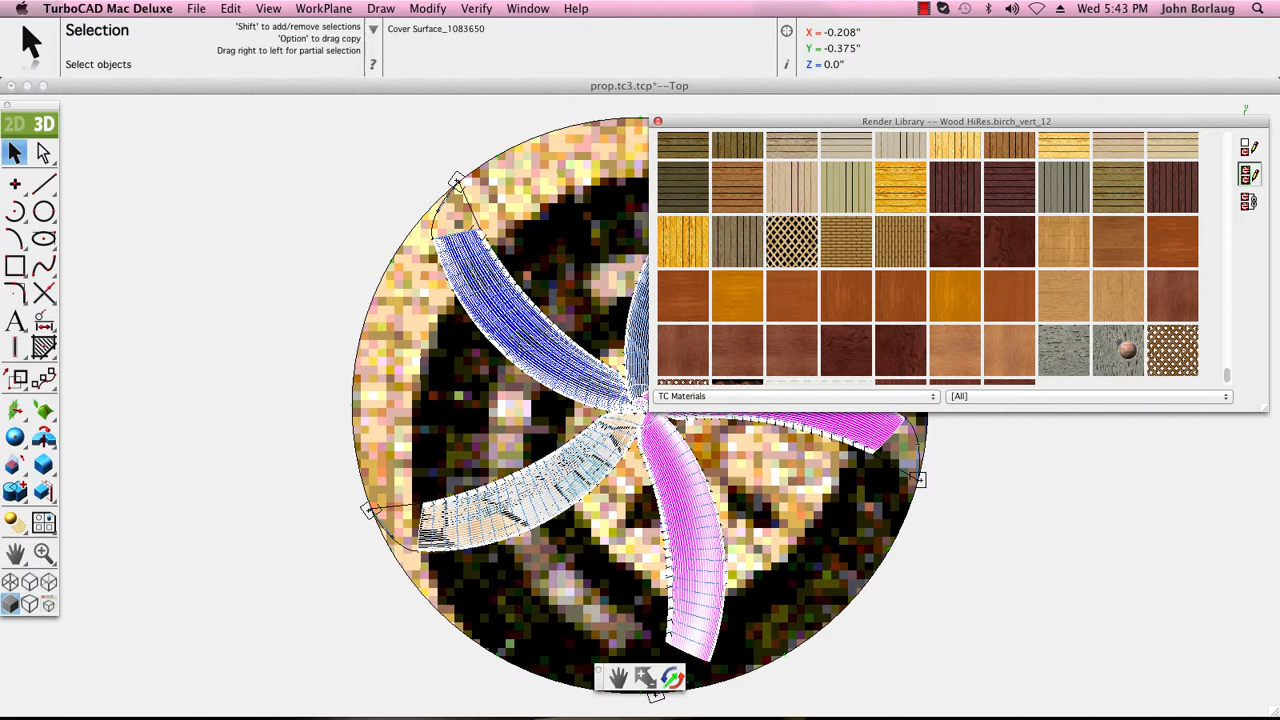 TurboCAD Mac Deluxe File Edit View WorkPlane Draw Modify Verify Window Help Wed 5:43 PM John Borlaug
Selection
'Shift' to add/remove selections
'Option' to drag copy
Drag right to left for partial selection
Select objects
?
Cover Surface_1083650
i
X = -0.208"
Y = -0.375"
Z = 0.0"
prop.tc3.tcp*--Top
2D 3D
Render Library -- Wood HiRes.birch_vert_12
TC Materials [All]
A
y